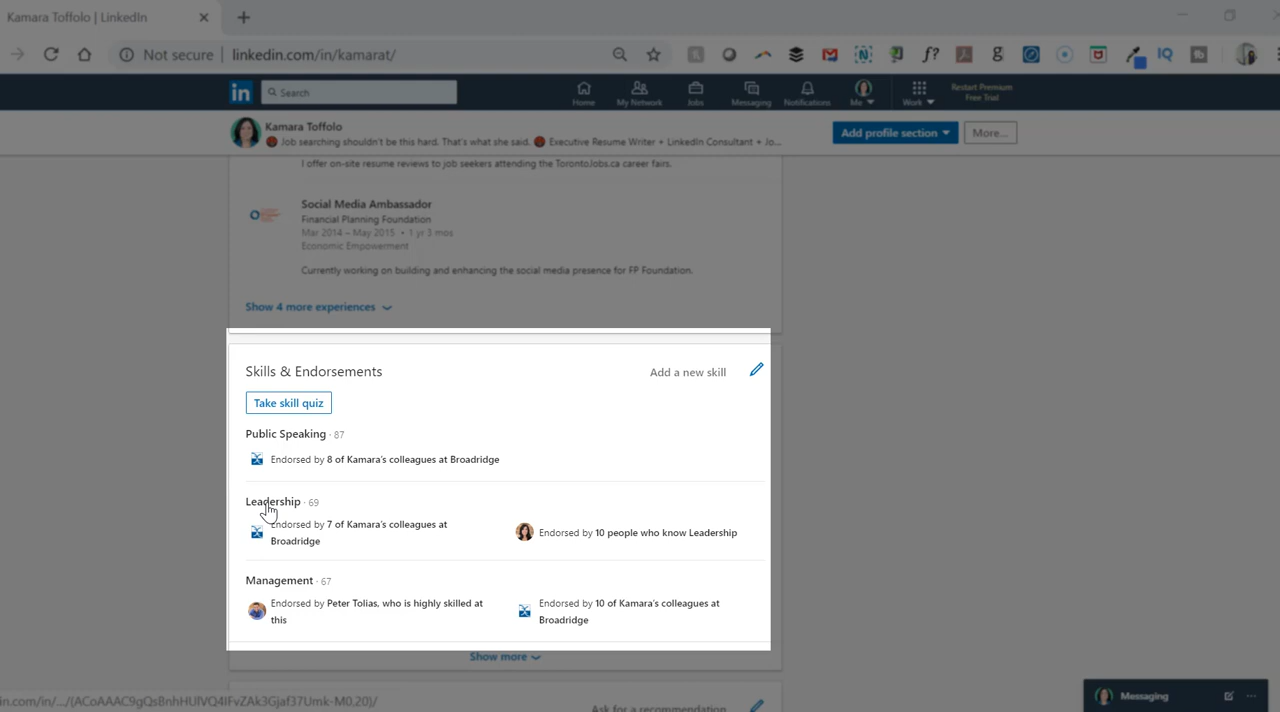 Kamara Toffolo | LinkedIn
Not secure | linkedin.com/in/kamarat/
Search
Home
My Network
Jobs
Messaging
Notifications
Me
Work
Restart Premium
Free Trial
Kamara Toffolo
Job searching shouldn't be this hard. That's what she said. Executive Resume Writer + LinkedIn Consultant + Jo...
Add profile section
More...
I offer on-site resume reviews to job seekers attending the TorontoJobs.ca career fairs.
Social Media Ambassador
Financial Planning Foundation
Mar 2014 – May 2015 • 1 yr 3 mos
Economic Empowerment
Currently working on building and enhancing the social media presence for FP Foundation.
Show 4 more experiences
Skills & Endorsements
Add a new skill
Take skill quiz
Public Speaking · 87
Endorsed by 8 of Kamara's colleagues at Broadridge
Leadership · 69
Endorsed by 7 of Kamara's colleagues at
Broadridge
Endorsed by 10 people who know Leadership
Management · 67
Endorsed by Peter Tolias, who is highly skilled at
this
Endorsed by 10 of Kamara's colleagues at
Broadridge
Show more
Ask for a recommendation
Messaging